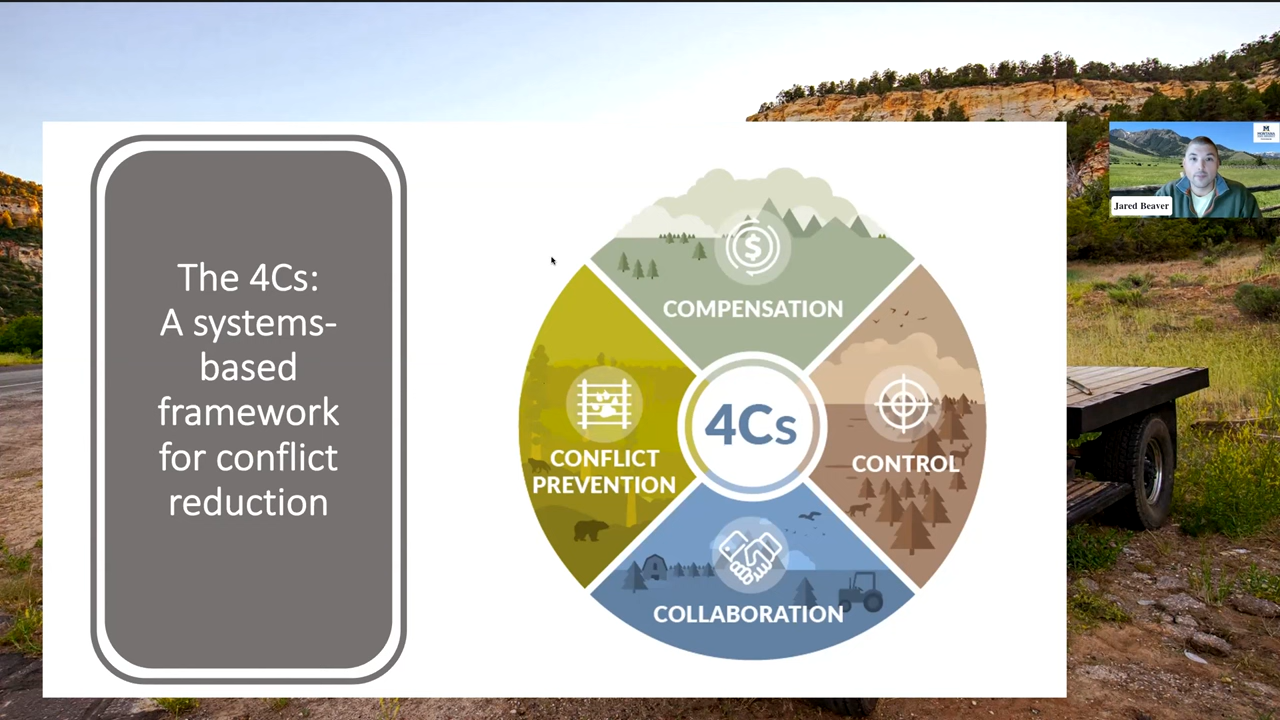 The 4Cs:
A systems-
based
framework
for conflict
reduction
COMPENSATION
CONFLICT
PREVENTION
4Cs
CONTROL
COLLABORATION
Jared Beaver